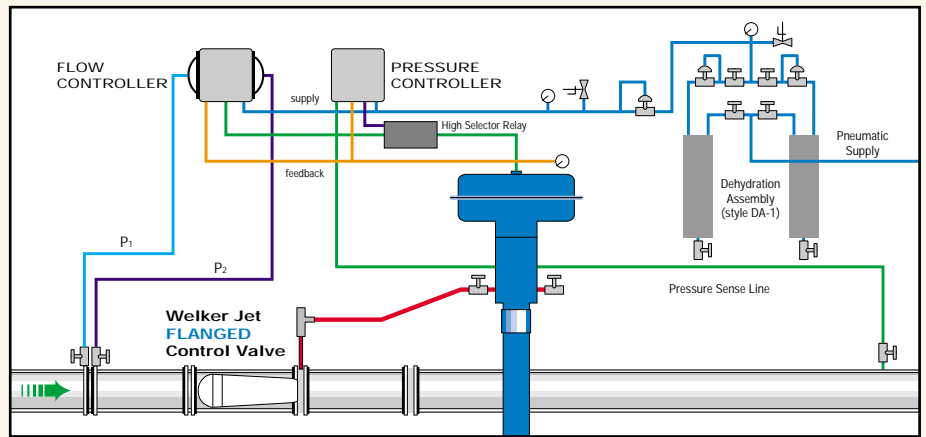 FLOW
CONTROLLER
PRESSURE
CONTROLLER
supply
High Selector Relay
feedback
Pneumatic
Supply
Dehydration
Assembly
(style DA-1)
P1
P2
Pressure Sense Line
Welker Jet
FLANGED
Control Valve